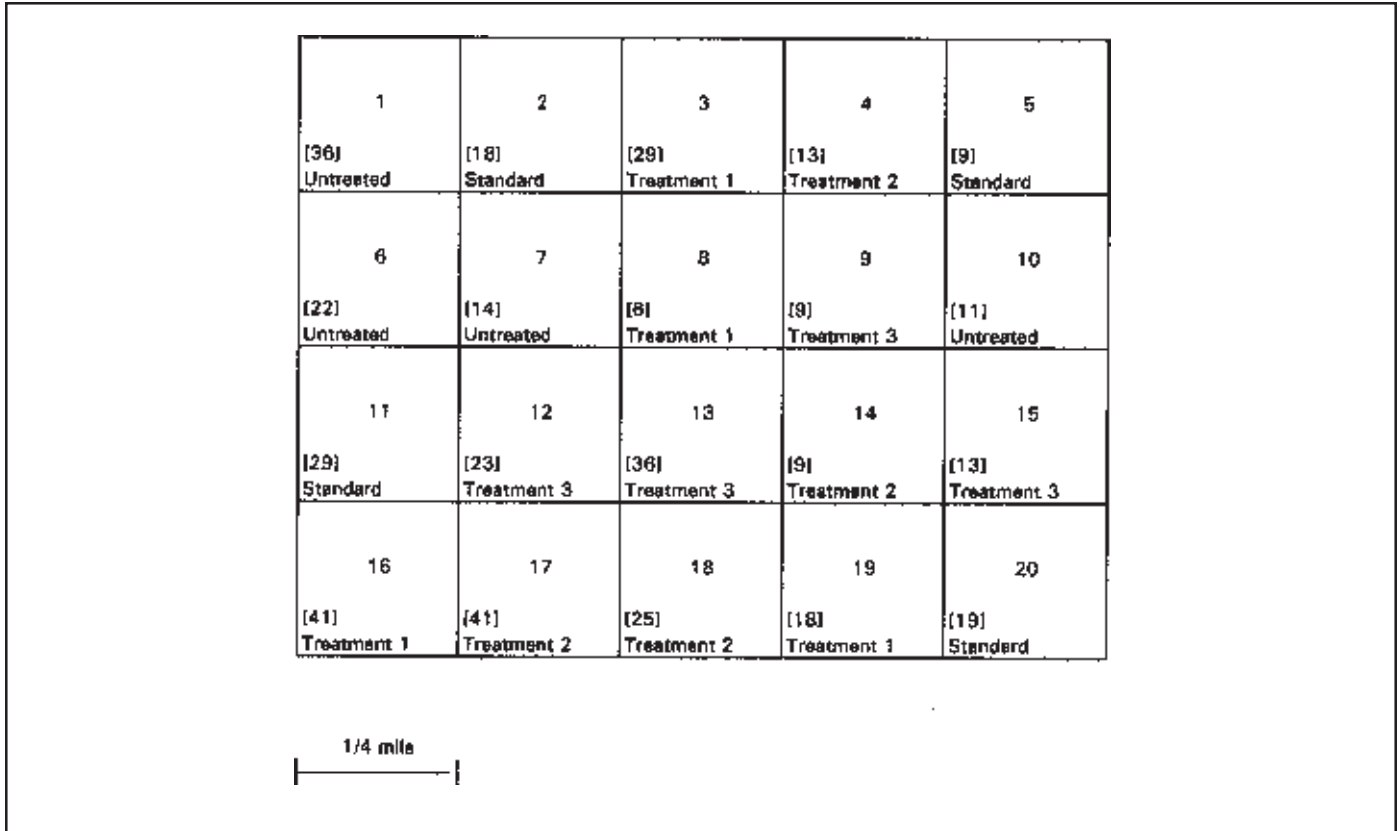 1
2
3
4
5
[36]
[18]
[29]
[13]
[9]
Untreated
Standard
Treatment 1
Treatment 2
Standard
6
7
8
9
10
[22]
[14]
[9]
[11]
Untreated
Untreated
Treatment 1
Treatment 3
Untreated
11
12
13
14
15
[29]
[23]
[36]
[9]
[13]
Standard
Treatment 3
Treatment 3
Treatment 2
Treatment 3
16
17
18
19
20
[41]
[41]
[25]
[18]
[19]
Treatment 1
Treatment 2
Treatment 2
Treatment 1
Standard
1/4 mile